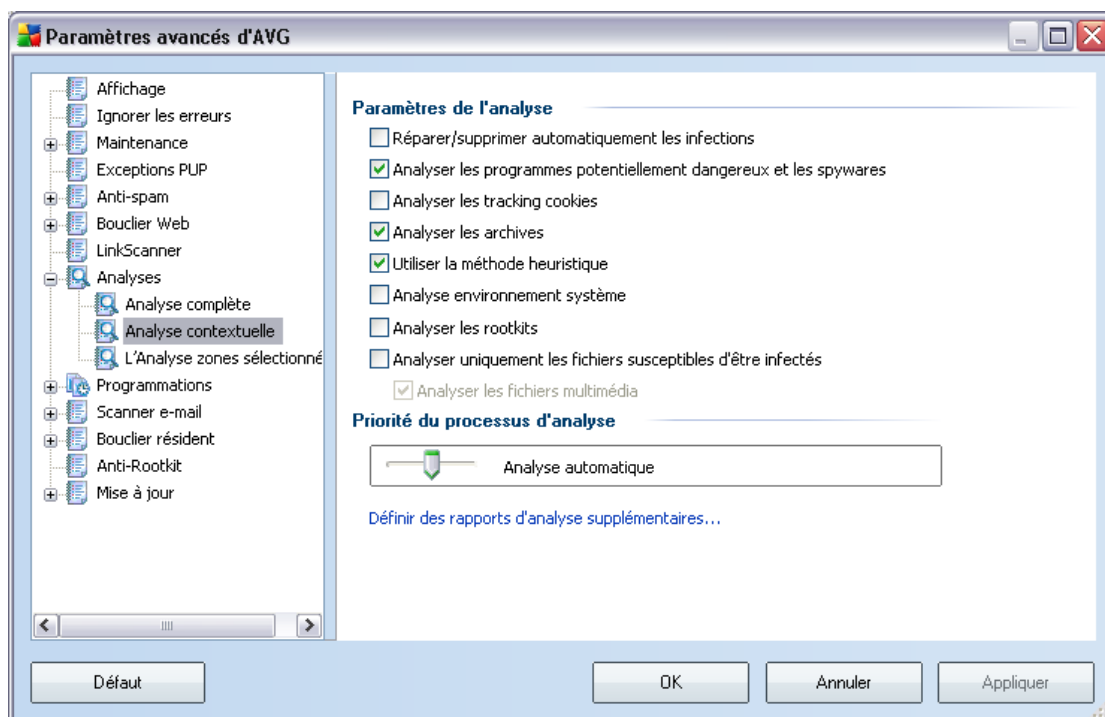 Paramètres avancés d'AVG
Affichage
Ignorer les erreurs
Maintenance
Exceptions PUP
Anti-spam
Bouclier Web
LinkScanner
Analyses
Analyse complète
Analyse contextuelle
L'Analyse zones sélectionné
Programmations
Scanner e-mail
Bouclier résident
Anti-Rootkit
Mise à jour
Paramètres de l'analyse
Réparer/supprimer automatiquement les infections
Analyser les programmes potentiellement dangereux et les spywares
Analyser les tracking cookies
Analyser les archives
Utiliser la méthode heuristique
Analyse environnement système
Analyser les rootkits
Analyser uniquement les fichiers susceptibles d'être infectés
Analyser les fichiers multimédia
Priorité du processus d'analyse
Analyse automatique
Définir des rapports d'analyse supplémentaires...
Défaut
OK
Annuler
Appliquer